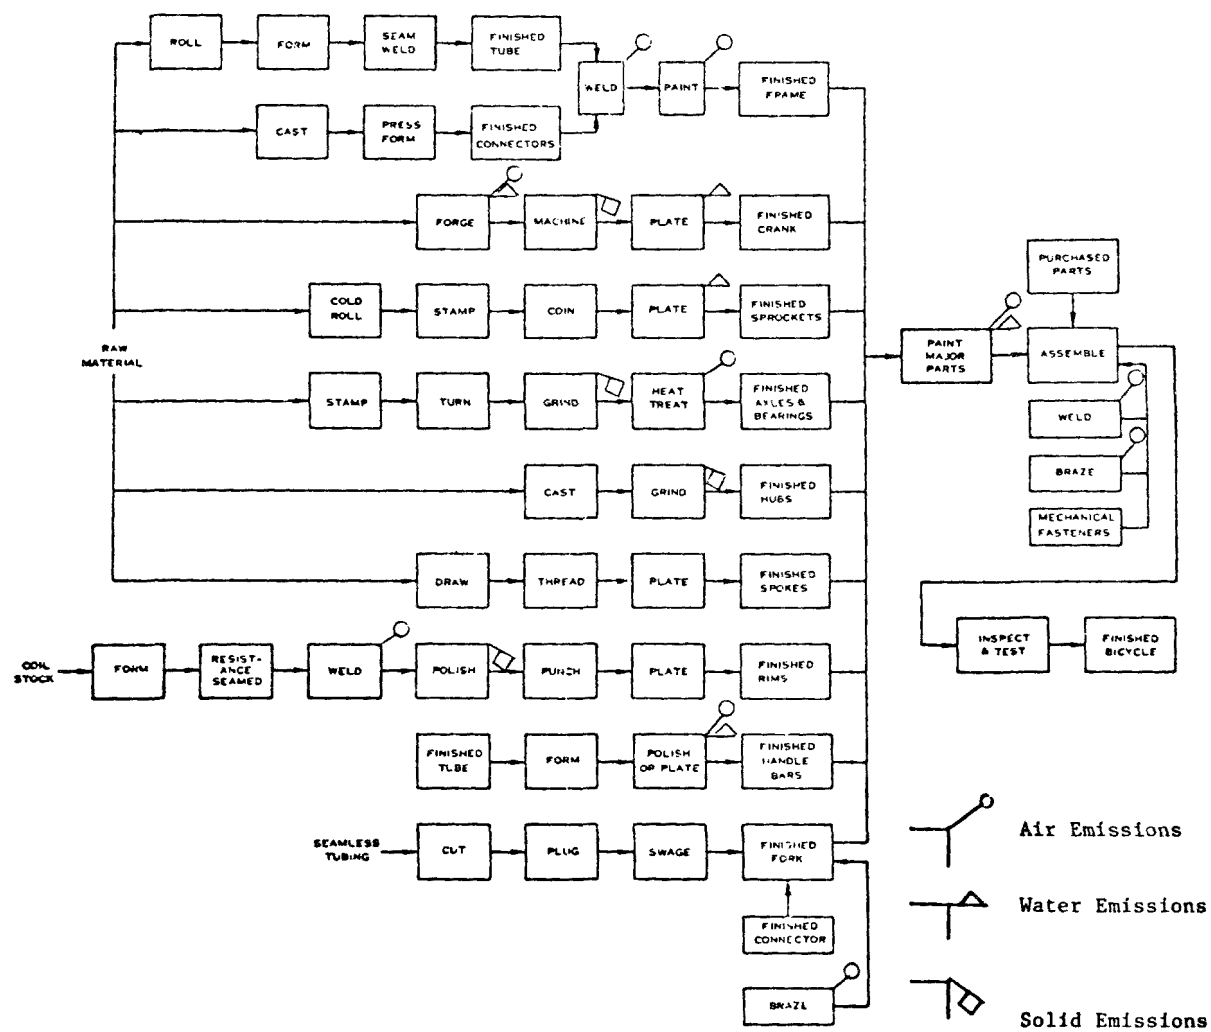 ROLL
FORM
SEAM
WELD
FINISHED
TUBE
WELD
PAINT
FINISHED
FRAME
CAST
PRESS
FORM
FINISHED
CONNECTORS
FORGE
MACHINE
PLATE
FINISHED
CRANK
PURCHASED
PARTS
COLD
ROLL
STAMP
COIN
PLATE
FINISHED
SPROCKETS
RAW
MATERIAL
PAINT
MAJOR
PARTS
ASSEMBLE
STAMP
TURN
GRIND
HEAT
TREAT
FINISHED
AXLES &
BEARINGS
WELD
BRAZE
MECHANICAL
FASTENERS
CAST
GRIND
FINISHED
HUBS
DRAW
THREAD
PLATE
FINISHED
SPOKES
COIL
STOCK
FORM
RESIST-
ANCE
SEAMED
WELD
POLISH
PUNCH
PLATE
FINISHED
RIMS
INSPECT
& TEST
FINISHED
BICYCLE
FINISHED
TUBE
FORM
POLISH
OR PLATE
FINISHED
HANDLE
BARS
SEAMLESS
TUBING
CUT
PLUG
SWAGE
FINISHED
FORK
FINISHED
CONNECTOR
BRAZE
Air Emissions
Water Emissions
Solid Emissions